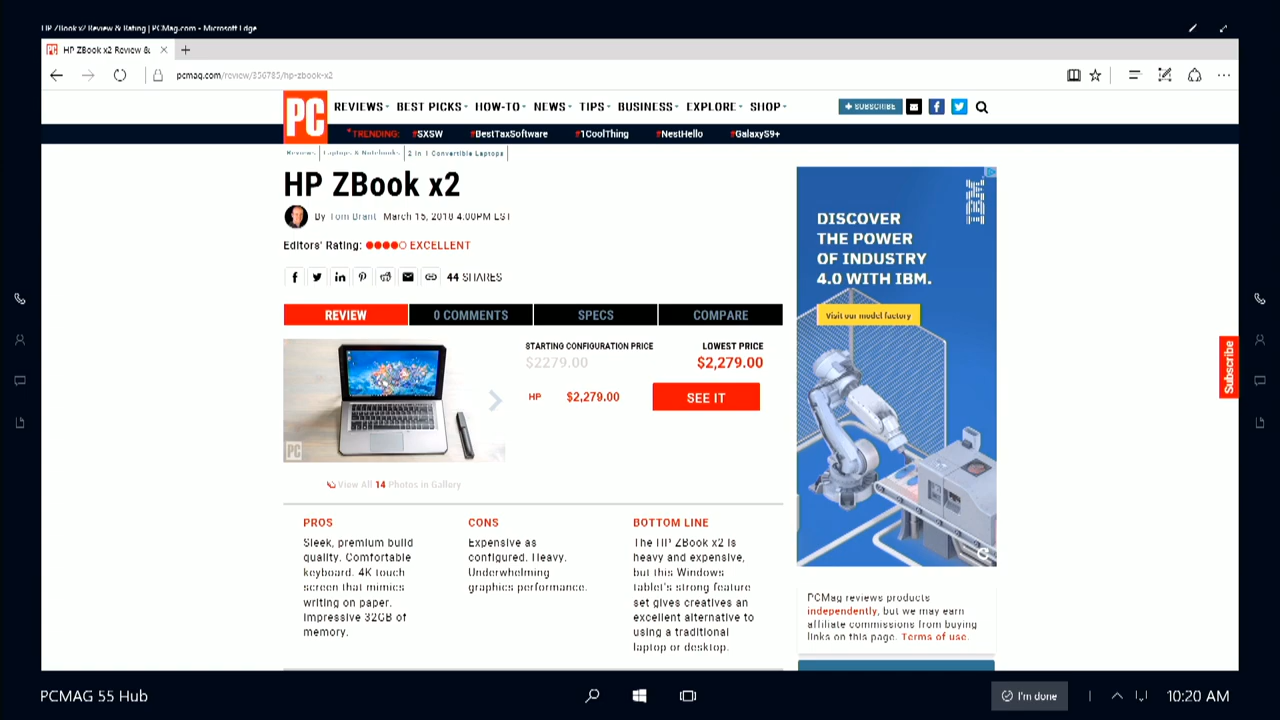 HP ZBook x2 Review & Rating | PCMag.com - Microsoft Edge
PC HP ZBook x2 Review &
pcmag.com/review/356785/hp-zbook-x2
PC
REVIEWS BEST PICKS HOW-TO NEWS TIPS BUSINESS EXPLORE SHOP
+ SUBSCRIBE
TRENDING: #SXSW #BestTaxSoftware #1CoolThing #NestHello #GalaxyS9+
Reviews Laptops & Notebooks 2 in 1 Convertible Laptops
HP ZBook x2
By Tom Brant March 15, 2018 4:00PM EST
Editors' Rating: EXCELLENT
44 SHARES
REVIEW 0 COMMENTS SPECS COMPARE
STARTING CONFIGURATION PRICE LOWEST PRICE
$2279.00 $2,279.00
HP $2,279.00 SEE IT
PC
View All 14 Photos in Gallery
PROS
Sleek, premium build
quality. Comfortable
keyboard. 4K touch
screen that mimics
writing on paper.
Impressive 32GB of
memory.
CONS
Expensive as
configured. Heavy.
Underwhelming
graphics performance.
BOTTOM LINE
The HP ZBook x2 is
heavy and expensive,
but this Windows
tablet's strong feature
set gives creatives an
excellent alternative to
using a traditional
laptop or desktop.
IBM
DISCOVER
THE POWER
OF INDUSTRY
4.0 WITH IBM.
Visit our model factory
PCMag reviews products
independently, but we may earn
affiliate commissions from buying
links on this page. Terms of use.
Subscribe
PCMAG 55 Hub
I'm done
10:20 AM